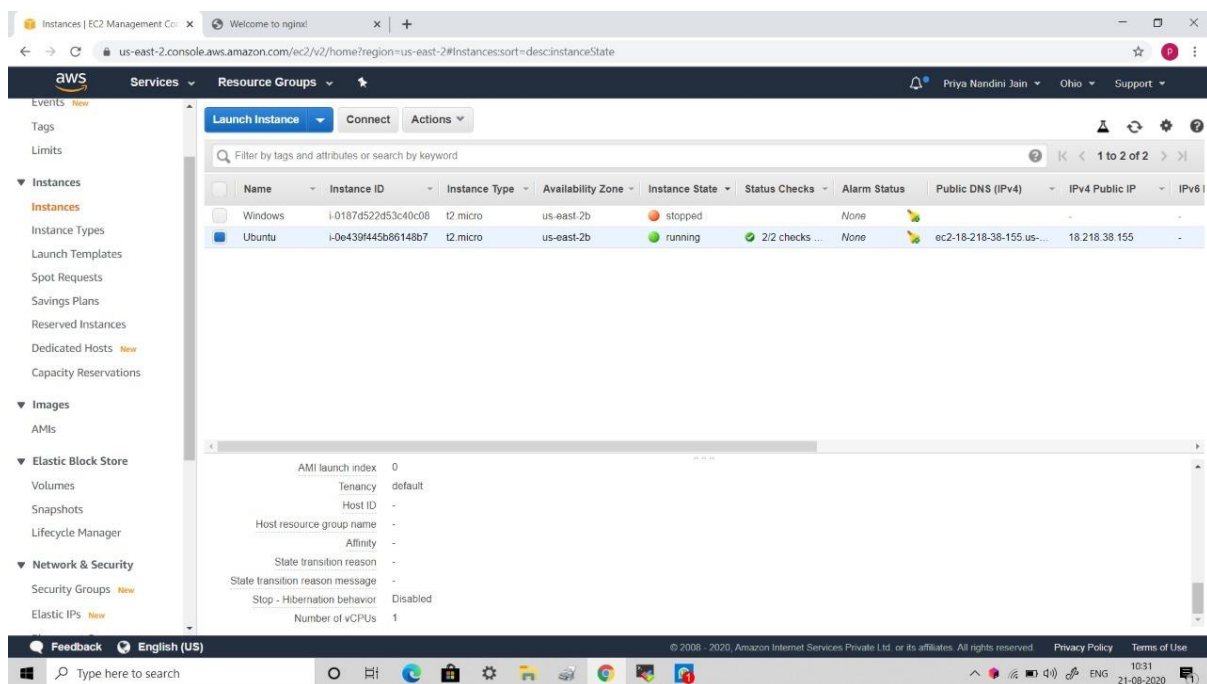 Instances | EC2 Management Co
Welcome to nginx!
us-east-2.console.aws.amazon.com/ec2/v2/home?region=us-east-2#Instances:sort=desc:instanceState
P
aws Services Resource Groups Priya Nandini Jain Ohio Support
Events New
Tags
Limits
Instances
Instances
Instance Types
Launch Templates
Spot Requests
Savings Plans
Reserved Instances
Dedicated Hosts New
Capacity Reservations
Images
AMIs
Elastic Block Store
Volumes
Snapshots
Lifecycle Manager
Network & Security
Security Groups New
Elastic IPs New
Launch Instance Connect Actions
Filter by tags and attributes or search by keyword
1 to 2 of 2
Name Instance ID Instance Type Availability Zone Instance State Status Checks Alarm Status Public DNS (IPv4) IPv4 Public IP IPv6
Windows i-0187d522d53c40c08 t2.micro us-east-2b stopped None - -
Ubuntu i-0e439f445b86148b7 t2.micro us-east-2b running 2/2 checks ... None ec2-18-218-38-155.us-... 18.218.38.155 -
AMI launch index 0
Tenancy default
Host ID -
Host resource group name -
Affinity -
State transition reason -
State transition reason message -
Stop - Hibernation behavior Disabled
Number of vCPUs 1
Feedback English (US) © 2008 - 2020, Amazon Internet Services Private Ltd. or its affiliates. All rights reserved. Privacy Policy Terms of Use
Type here to search
ENG
10:31
21-08-2020